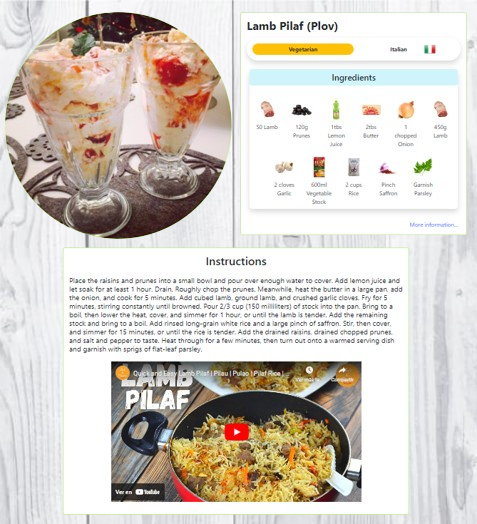 Lamb Pilaf (Plov)
Vegetarian
Italian
Ingredients
50 Lamb
120g Prunes
1tbs Lemon Juice
2tbs Butter
1 chopped Onion
450g Lamb
2 cloves Garlic
600ml Vegetable Stock
2 cups Rice
Pinch Saffron
Garnish Parsley
More information...
Instructions
Place the raisins and prunes into a small bowl and pour over enough water to cover. Add lemon juice and
let soak for at least 1 hour. Drain. Roughly chop the prunes. Meanwhile, heat the butter in a large pan, add
the onion, and cook for 5 minutes. Add cubed lamb, ground lamb, and crushed garlic cloves. Fry for 5
minutes, stirring constantly until browned. Pour 2/3 cup (150 milliliters) of stock into the pan. Bring to a
boil, then lower the heat, cover, and simmer for 1 hour, or until the lamb is tender. Add the remaining
stock and bring to a boil. Add rinsed long-grain white rice and a large pinch of saffron. Stir, then cover,
and simmer for 15 minutes, or until the rice is tender. Add the drained raisins, drained chopped prunes,
and salt and pepper to taste. Heat through for a few minutes, then turn out onto a warmed serving dish
and garnish with sprigs of flat-leaf parsley.
Quick and Easy Lamb Pilaf | Pilau | Pulao | Pilaf Rice |
Compartir
LAMB
PILAF
Ver en YouTube